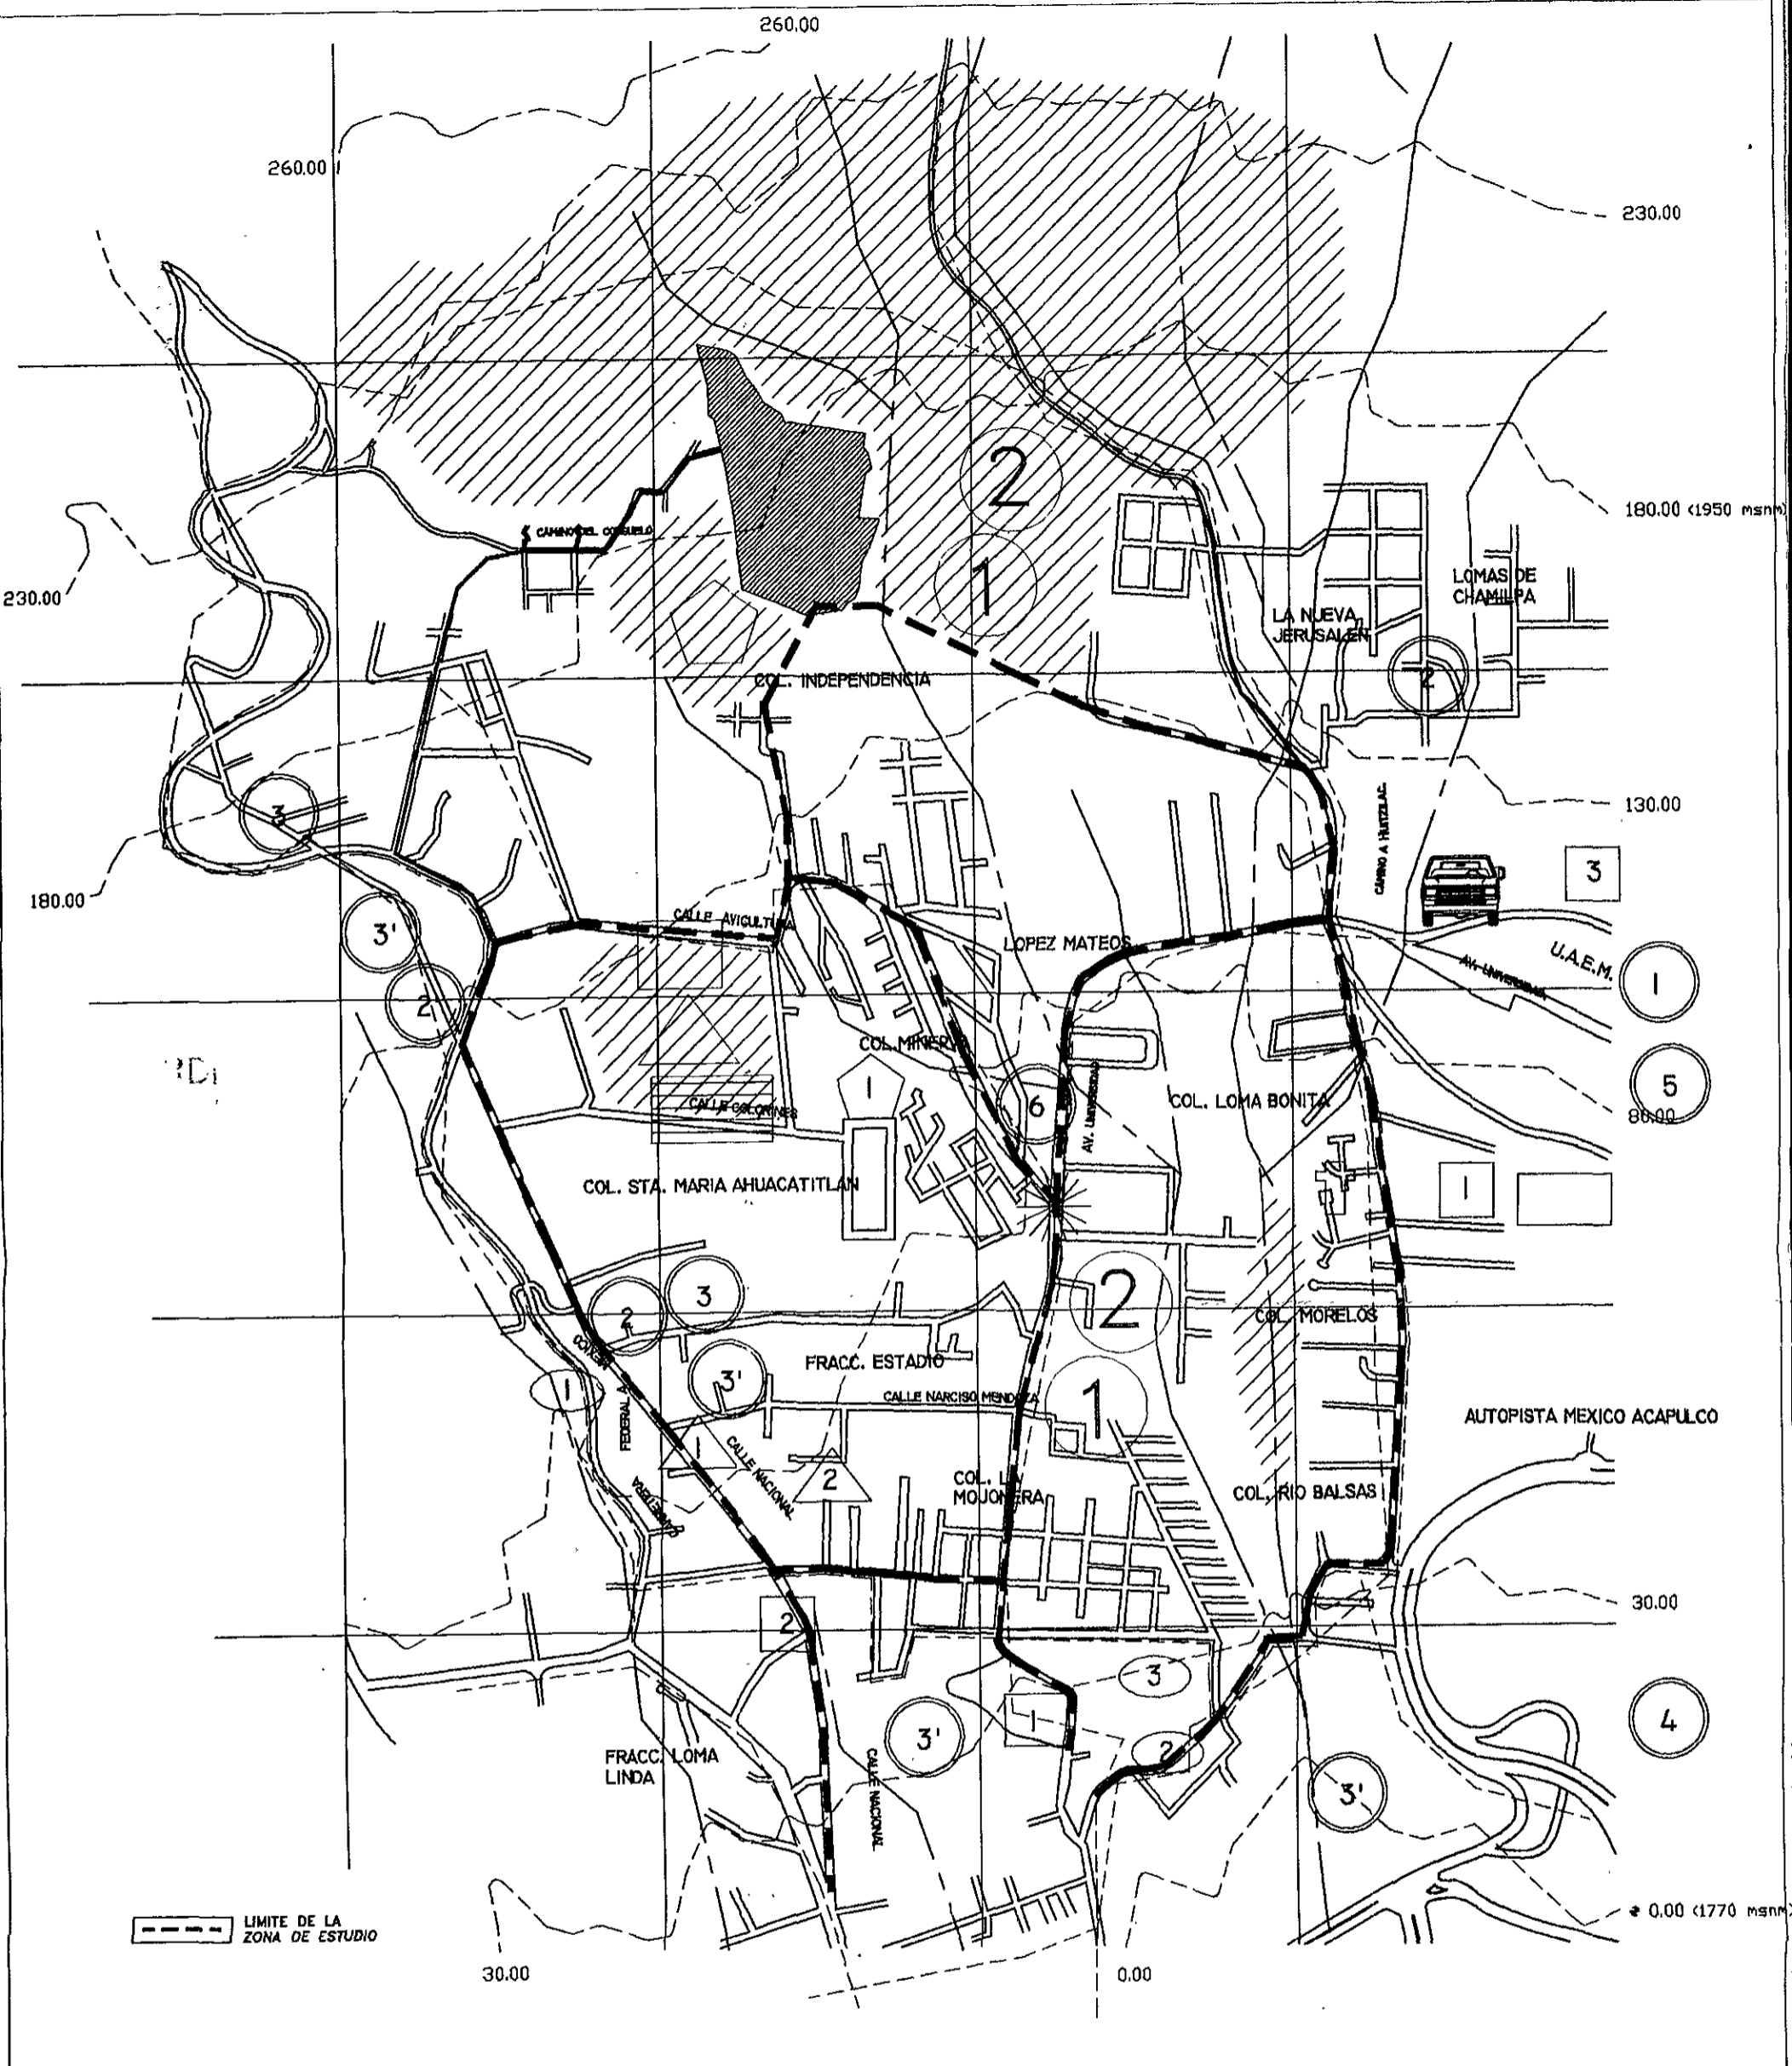 260.00
260.00
230.00
2
180.00 (1950 msnm)
CAMINO DEL CONSUELO
1
230.00
LOMAS DE
CHAMILPA
LA NUEVA
JERUSALEN
COL. INDEPENDENCIA
2
3
130.00
CAMINO A HUITZILAC
3
180.00
3'
CALLE AVICULTURA
LOPEZ MATEOS
U.A.E.M.
AV. UNIVERSIDAD
1
2
COL. MINERVA
1
6
AV. UNIVERSIDAD
COL. LOMA BONITA
5
80.00
CALLE COLORINES
COL. STA. MARIA AHUACATITLAN
1
2
3
2
COL. MORELOS
MEXICO
FRACC. ESTADIO
1
3'
CALLE NARCISO MENDOZA
1
FEDERAL A
AUTOPISTA MEXICO ACAPULCO
1
CALLE NACIONAL
2
COL. LA
MOJONERA
COL. RIO BALSAS
CARRETERA
30.00
2
3
1
3'
4
2
FRACC. LOMA
LINDA
CALLE NACIONAL
3'
LIMITE DE LA
ZONA DE ESTUDIO
0.00 (1770 msnm)
30.00
0.00